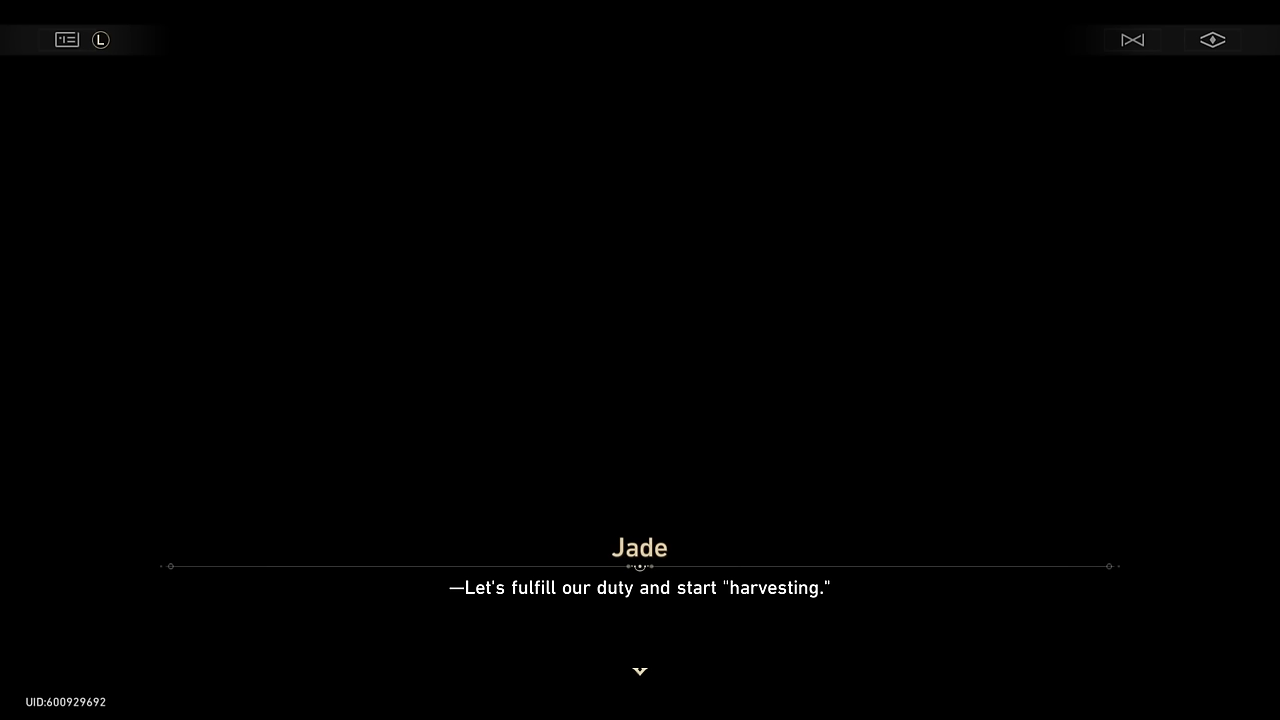 L
Jade
—Let's fulfill our duty and start "harvesting."
UID:600929692